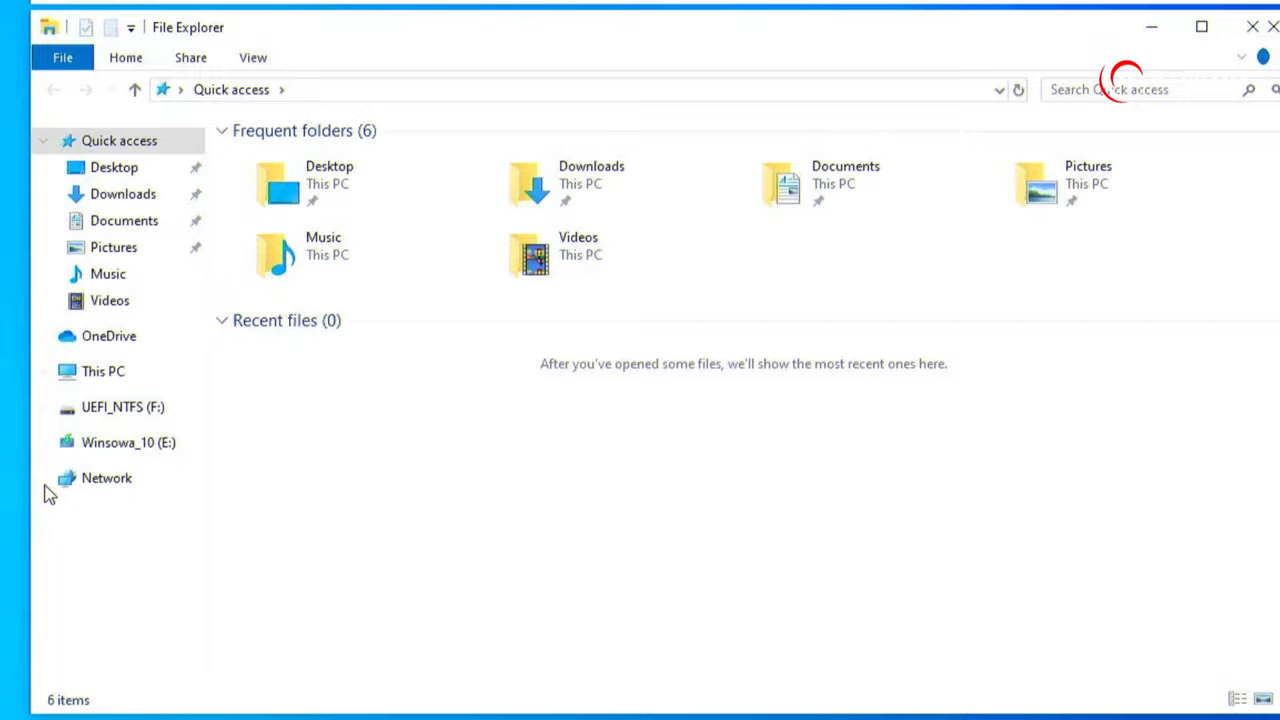 File Explorer
File Home Share View
Quick access
Search Quick access
Quick access
Desktop
Downloads
Documents
Pictures
Music
Videos
OneDrive
This PC
UEFI_NTFS (F:)
Winsowa_10 (E:)
Network
Frequent folders (6)
Desktop
This PC
Downloads
This PC
Documents
This PC
Pictures
This PC
Music
This PC
Videos
This PC
Recent files (0)
After you've opened some files, we'll show the most recent ones here.
6 items